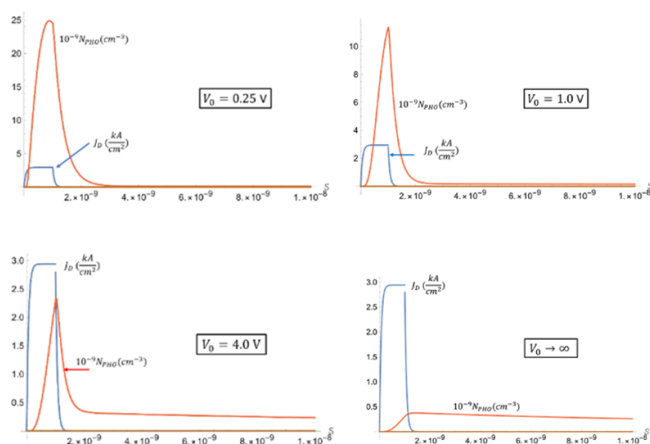 25
20
15
10
5
10⁻⁹N_PHO(cm⁻³)
V₀ = 0.25 V
J_D (kA/cm²)
2.×10⁻⁹ 4.×10⁻⁹ 6.×10⁻⁹ 8.×10⁻⁹ 1.×10⁻⁸ S
10
8
6
4
2
V₀ = 1.0 V
10⁻⁹N_PHO(cm⁻³)
J_D (kA/cm²)
2.×10⁻⁹ 4.×10⁻⁹ 6.×10⁻⁹ 8.×10⁻⁹ 1.×10⁻⁸ S
3.0
2.5
2.0
1.5
1.0
0.5
J_D (kA/cm²)
V₀ = 4.0 V
10⁻⁹N_PHO(cm⁻³)
2.×10⁻⁹ 4.×10⁻⁹ 6.×10⁻⁹ 8.×10⁻⁹ 1.×10⁻⁸ S
3.0
2.5
2.0
1.5
1.0
0.5
J_D (kA/cm²)
V₀ → ∞
10⁻⁹N_PHO(cm⁻³)
2.×10⁻⁹ 4.×10⁻⁹ 6.×10⁻⁹ 8.×10⁻⁹ 1.×10⁻⁸ S